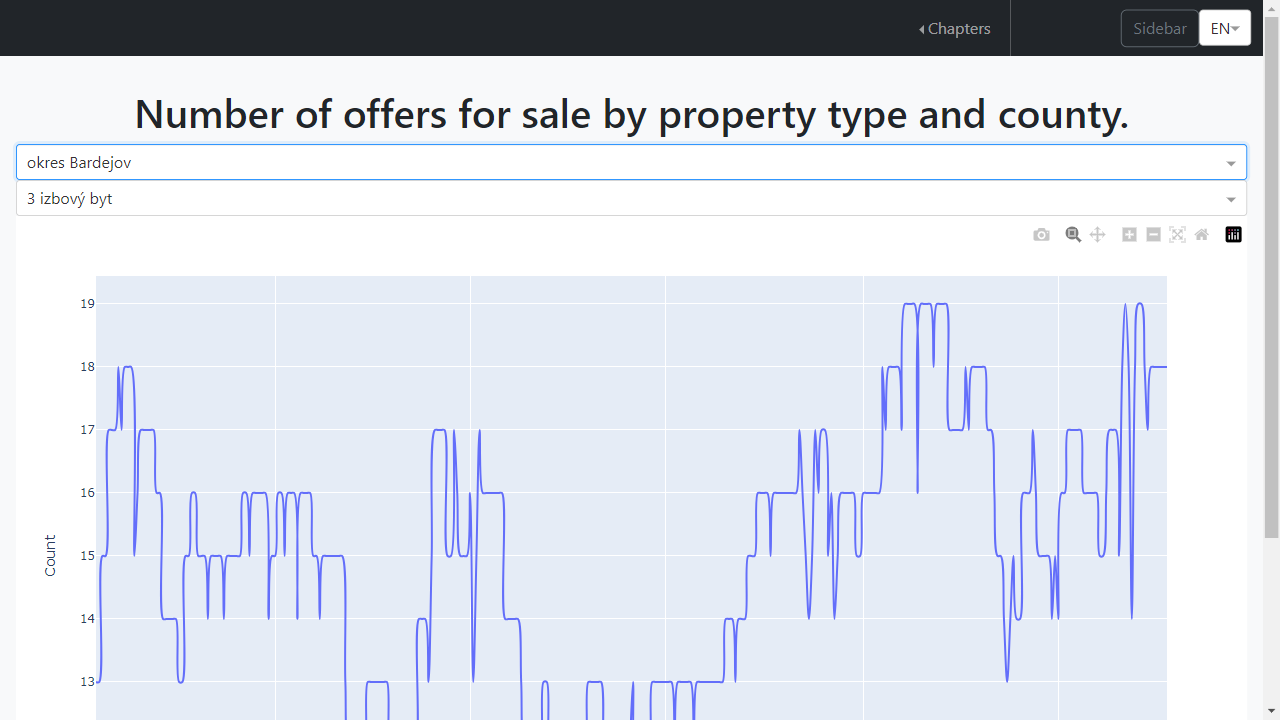 Chapters
Sidebar
EN
Number of offers for sale by property type and county.
okres Bardejov
3 izbový byt
19
18
17
16
15
14
13
Count